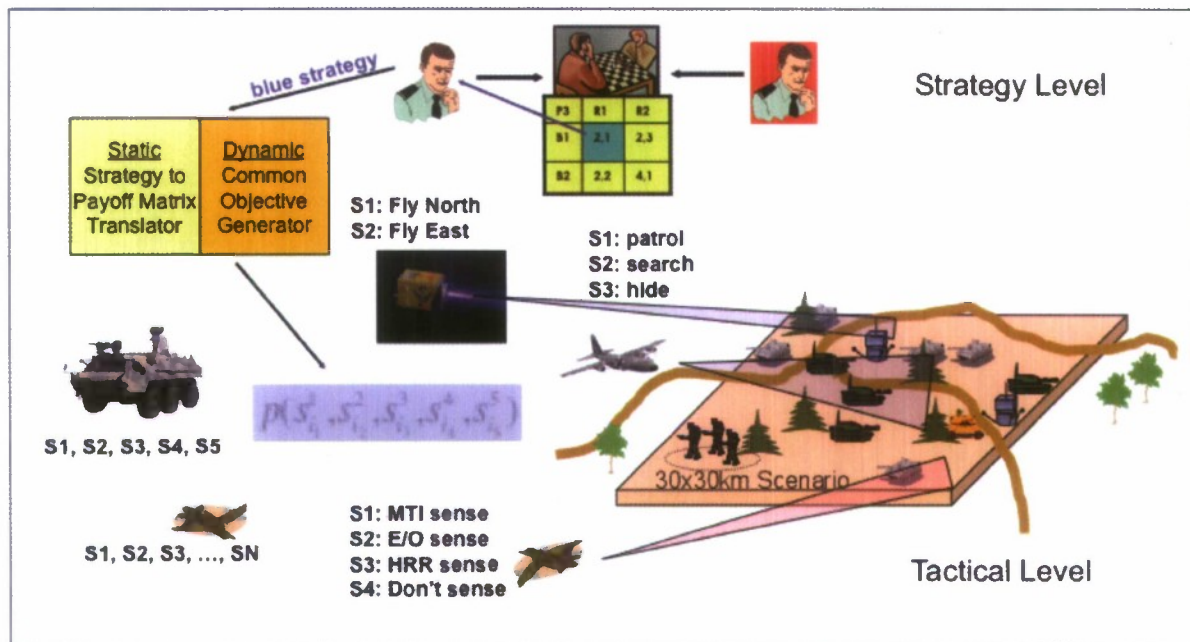 blue strategy
Strategy Level
P3 R1 R2
B1 2,1 2,3
B2 2,2 4,1
Static
Strategy to
Payoff Matrix
Translator
Dynamic
Common
Objective
Generator
S1: Fly North
S2: Fly East
S1: patrol
S2: search
S3: hide
S1, S2, S3, S4, S5
30x30km Scenario
S1: MTI sense
S2: E/O sense
S3: HRR sense
S4: Don't sense
S1, S2, S3, ..., SN
Tactical Level